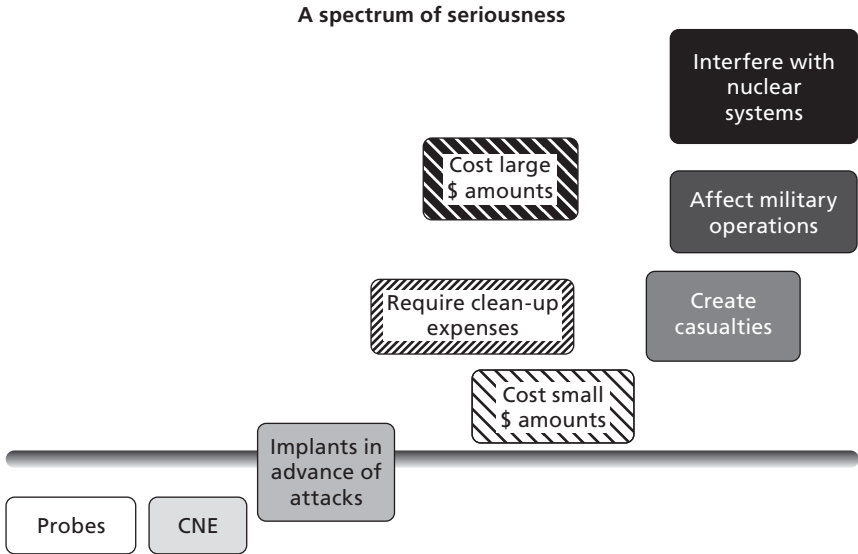 A spectrum of seriousness
Interfere with
nuclear
systems
Cost large
$ amounts
Affect military
operations
Require clean-up
expenses
Create
casualties
Cost small
$ amounts
Implants in
advance of
attacks
Probes
CNE